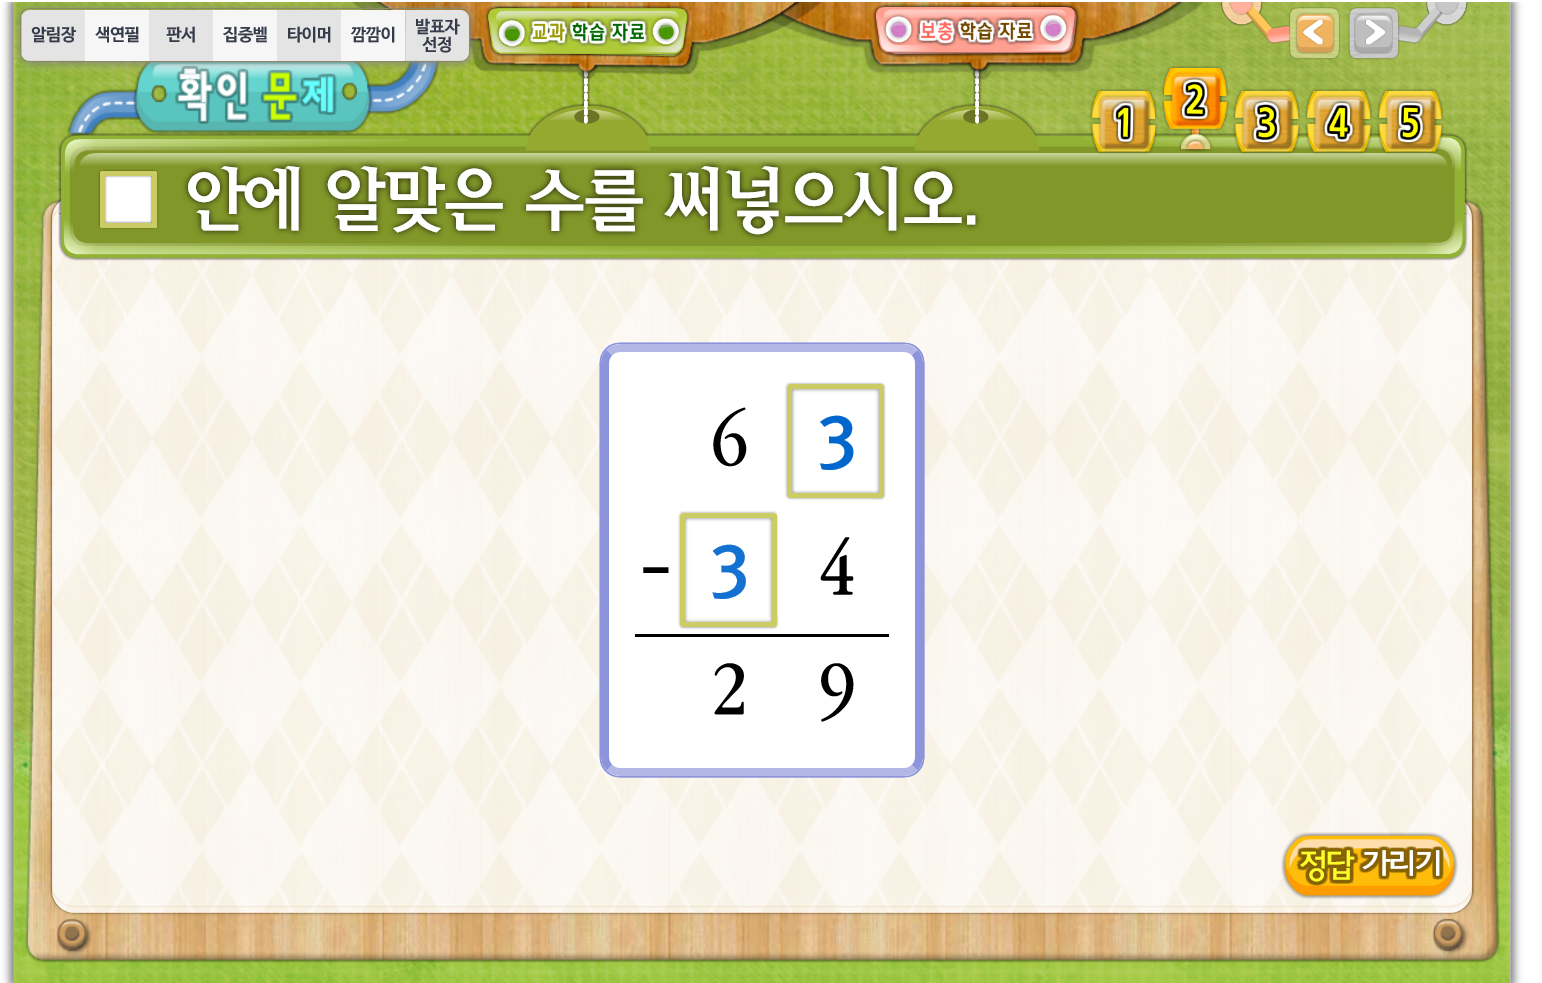 알림장 색연필 판서 집중벨 타이머 깜깜이 발표자 선정
교과 학습 자료
보충 학습 자료
확인 문제
1 2 3 4 5
안에 알맞은 수를 써넣으시오.
6 3
- 3 4
2 9
정답 가리기